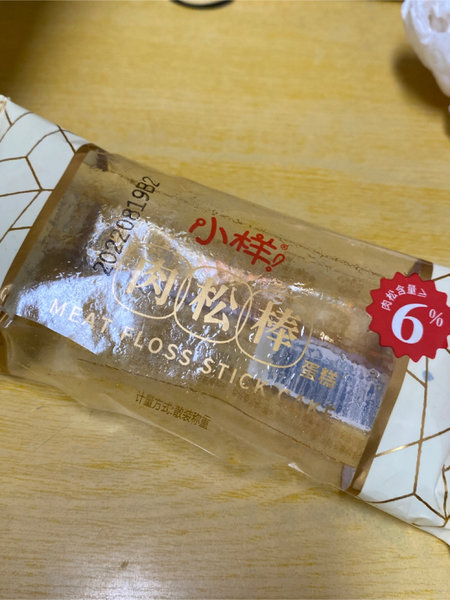 20220819B2
小样®
肉松棒
MEAT FLOSS STICK
蛋糕
计量方式:散装称重
肉松含量≥
6%